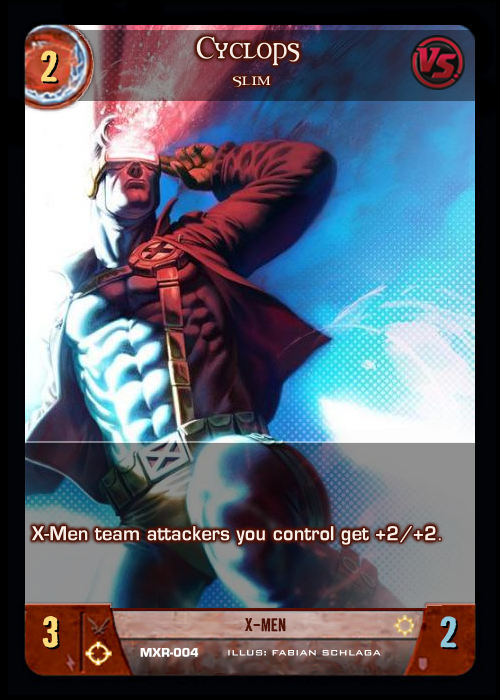 2
Cyclops
VS
SLIM
X-Men team attackers you control get +2/+2.
3
X-MEN
2
MXR-004 ILLUS: FABIAN SCHLAGA